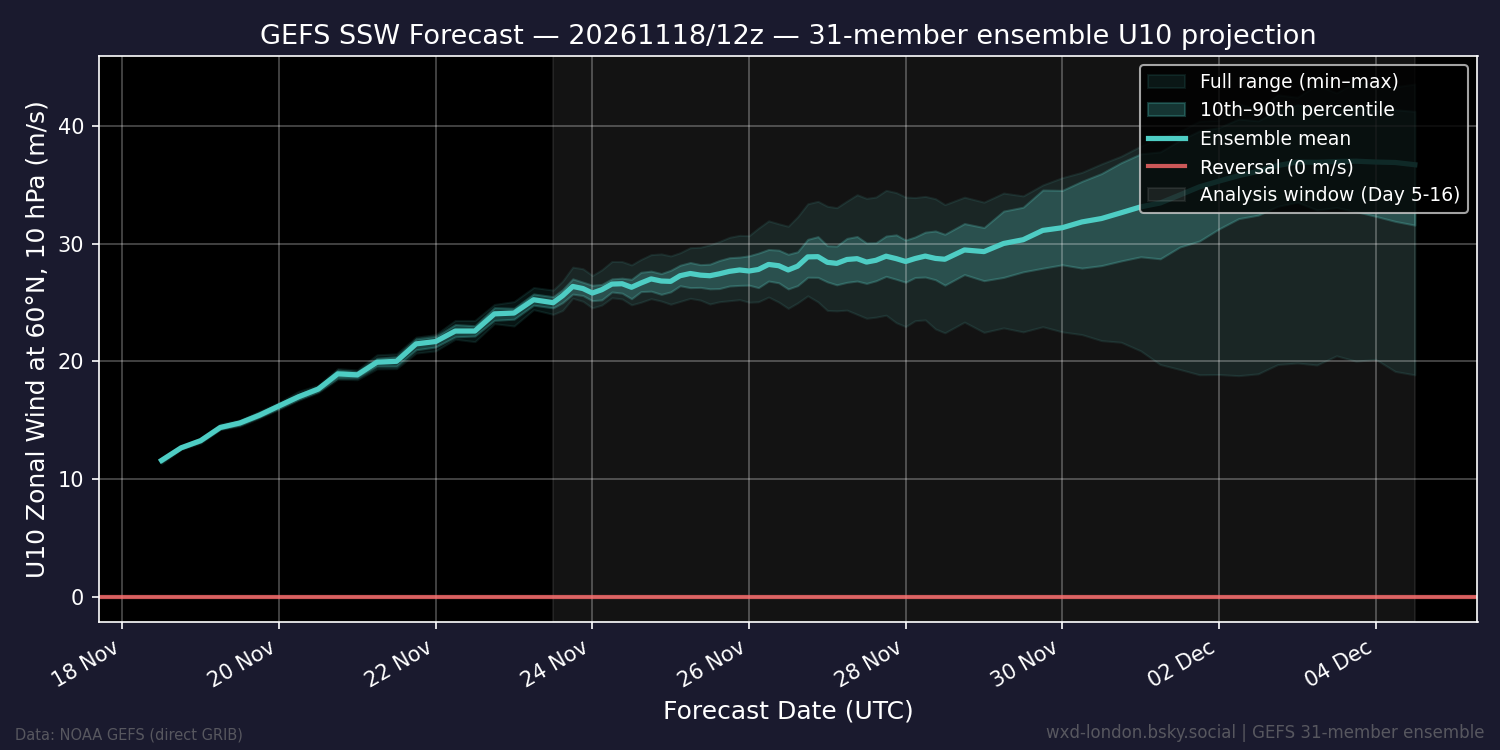 GEFS SSW Forecast — 20261118/12z — 31-member ensemble U10 projection
Full range (min–max)
10th–90th percentile
Ensemble mean
Reversal (0 m/s)
Analysis window (Day 5-16)
U10 Zonal Wind at 60°N, 10 hPa (m/s)
40
30
20
10
0
18 Nov
20 Nov
22 Nov
24 Nov
26 Nov
28 Nov
30 Nov
02 Dec
04 Dec
Forecast Date (UTC)
Data: NOAA GEFS (direct GRIB)
wxd-london.bsky.social | GEFS 31-member ensemble